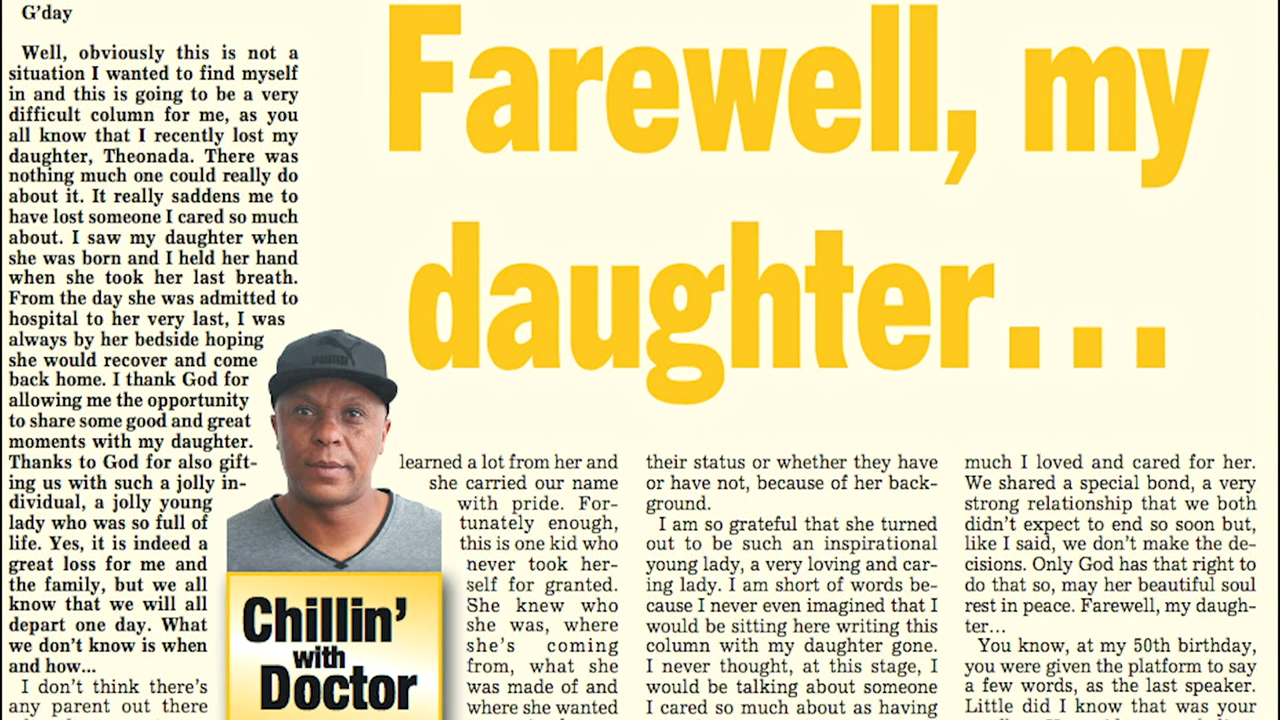 G’day
Well, obviously this is not a
situation I wanted to find myself
in and this is going to be a very
difficult column for me, as you
all know that I recently lost my
daughter, Theonada. There was
nothing much one could really do
about it. It really saddens me to
have lost someone I cared so much
about. I saw my daughter when
she was born and I held her hand
when she took her last breath.
From the day she was admitted to
hospital to her very last, I was
always by her bedside hoping
she would recover and come
back home. I thank God for
allowing me the opportunity
to share some good and great
moments with my daughter.
Thanks to God for also gift-
ing us with such a jolly in-
dividual, a jolly young
lady who was so full of
life. Yes, it is indeed a
great loss for me and
the family, but we all
know that we will all
depart one day. What
we don’t know is when
and how...
I don’t think there’s
any parent out there
Farewell, my
daughter...
PUMA
Chillin’
with
Doctor
learned a lot from her and
she carried our name
with pride. For-
tunately enough,
this is one kid who
never took her-
self for granted.
She knew who
she was, where
she’s coming
from, what she
was made of and
where she wanted
their status or whether they have
or have not, because of her back-
ground.
I am so grateful that she turned
out to be such an inspirational
young lady, a very loving and car-
ing lady. I am short of words be-
cause I never even imagined that I
would be sitting here writing this
column with my daughter gone.
I never thought, at this stage, I
would be talking about someone
I cared so much about as having
much I loved and cared for her.
We shared a special bond, a very
strong relationship that we both
didn’t expect to end so soon but,
like I said, we don’t make the de-
cisions. Only God has that right to
do that so, may her beautiful soul
rest in peace. Farewell, my daugh-
ter…
You know, at my 50th birthday,
you were given the platform to say
a few words, as the last speaker.
Little did I know that was your